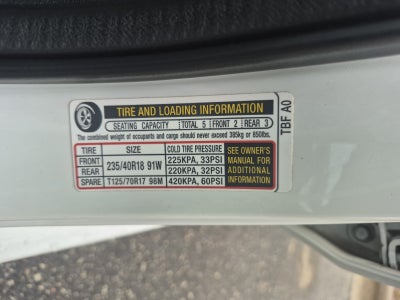 TIRE AND LOADING INFORMATION
SEATING CAPACITY TOTAL 5 FRONT 2 REAR 3
The combined weight of occupants and cargo should never exceed 385kg or 850lbs.
TIRE SIZE COLD TIRE PRESSURE
FRONT 235/40R18 91W 225KPA, 33PSI
REAR 220KPA, 32PSI
SPARE T125/70R17 98M 420KPA, 60PSI
SEE OWNER'S
MANUAL FOR
ADDITIONAL
INFORMATION
TBF A0